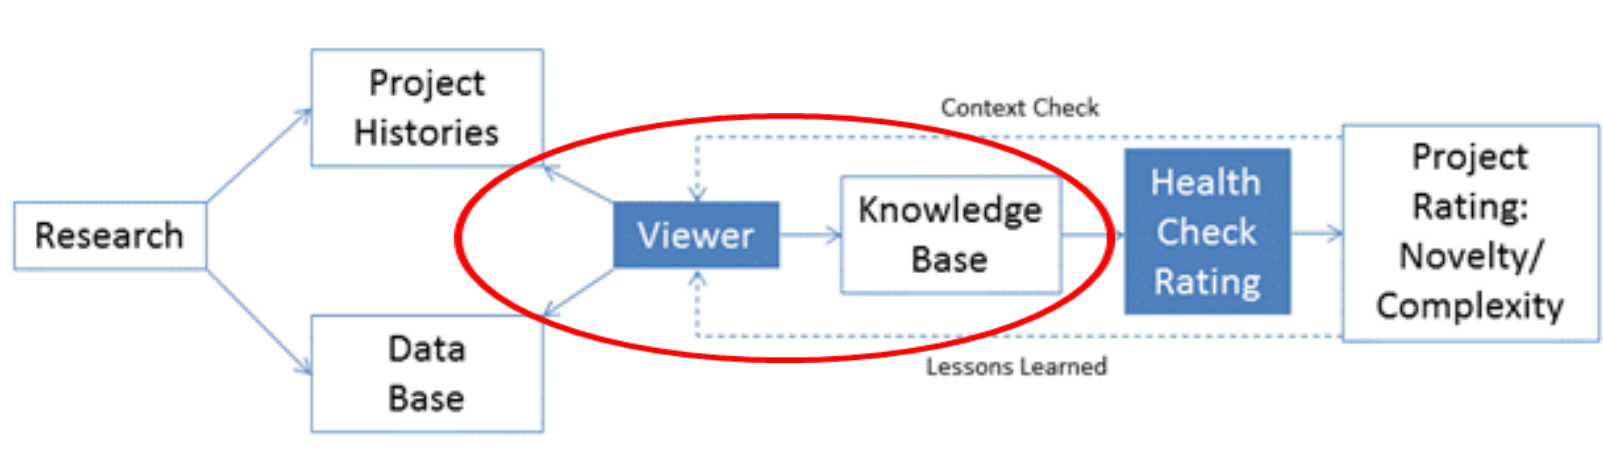 Project
Histories
Research
Data
Base
Viewer
Knowledge
Base
Context Check
Lessons Learned
Health
Check
Rating
Project
Rating:
Novelty/
Complexity